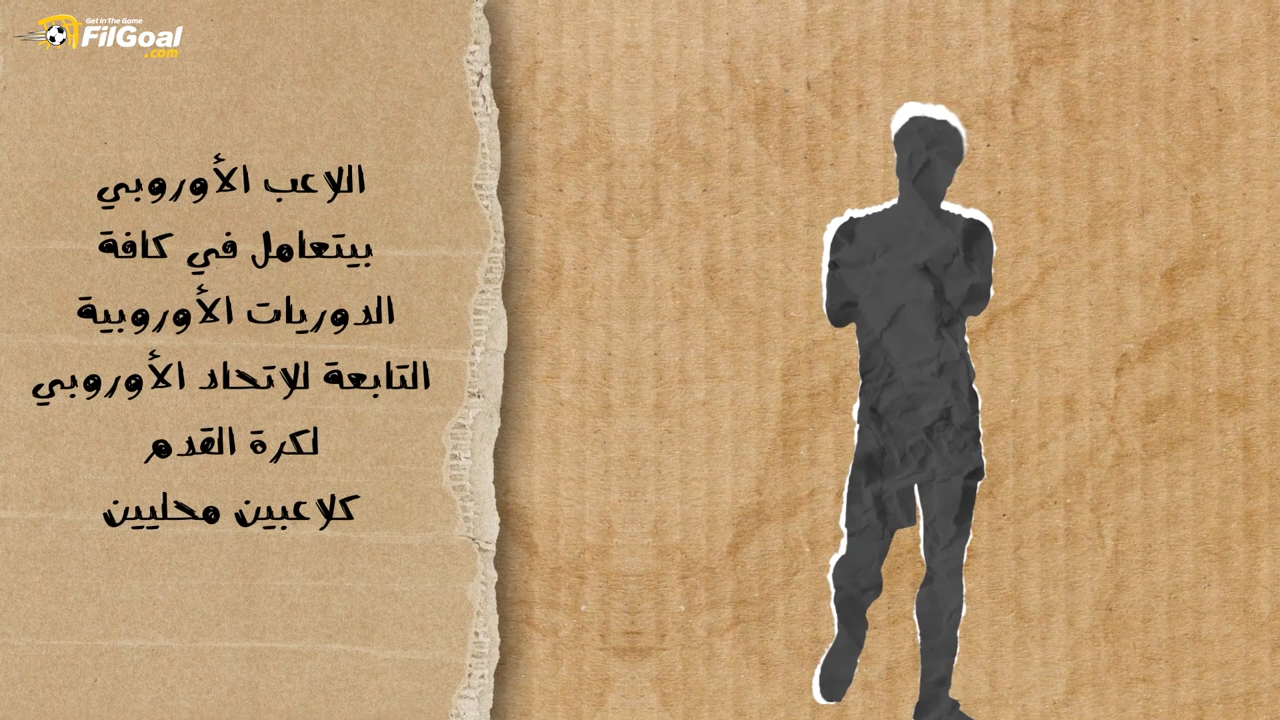 Get In The Game
FilGoal
.com
اللاعب الأوروبي
بيتعامل في كافة
الدوريات الأوروبية
التابعة للاتحاد الأوروبي
لكرة القدم
كلاعبين محليين